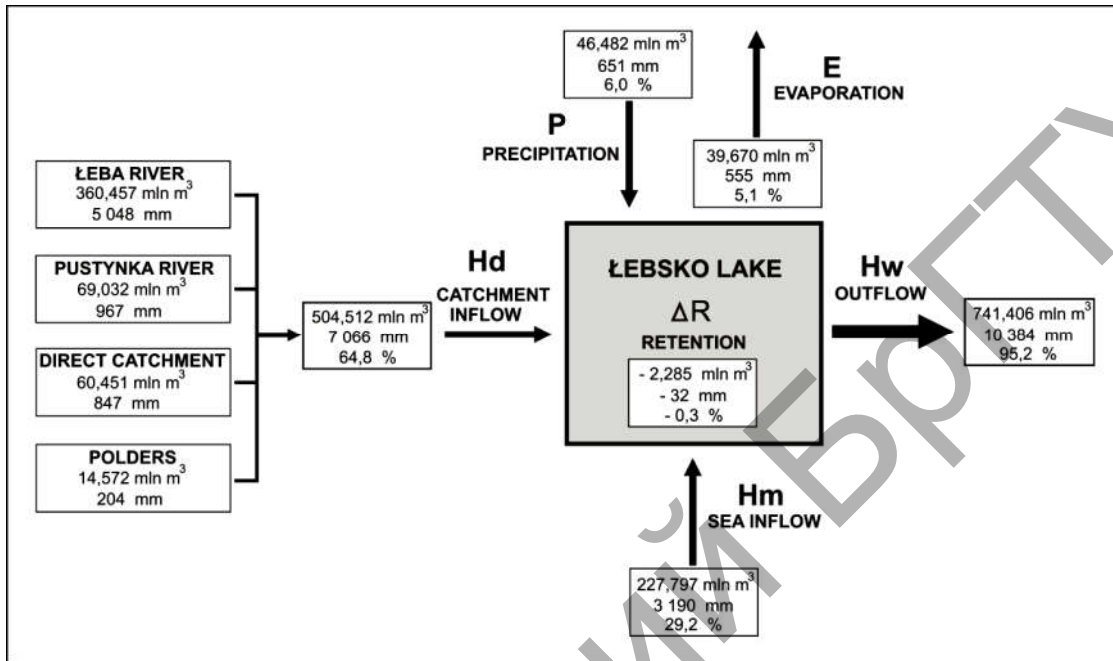 46,482 mln m³
651 mm
6,0 %
P
PRECIPITATION
E
EVAPORATION
39,670 mln m³
555 mm
5,1 %
ŁEBA RIVER
360,457 mln m³
5 048 mm
PUSTYNKA RIVER
69,032 mln m³
967 mm
DIRECT CATCHMENT
60,451 mln m³
847 mm
POLDERS
14,572 mln m³
204 mm
504,512 mln m³
7 066 mm
64,8 %
Hd
CATCHMENT
INFLOW
ŁEBSKO LAKE
ΔR
RETENTION
- 2,285 mln m³
- 32 mm
- 0,3 %
Hw
OUTFLOW
741,406 mln m³
10 384 mm
95,2 %
Hm
SEA INFLOW
227,797 mln m³
3 190 mm
29,2 %
ий БрГТУ